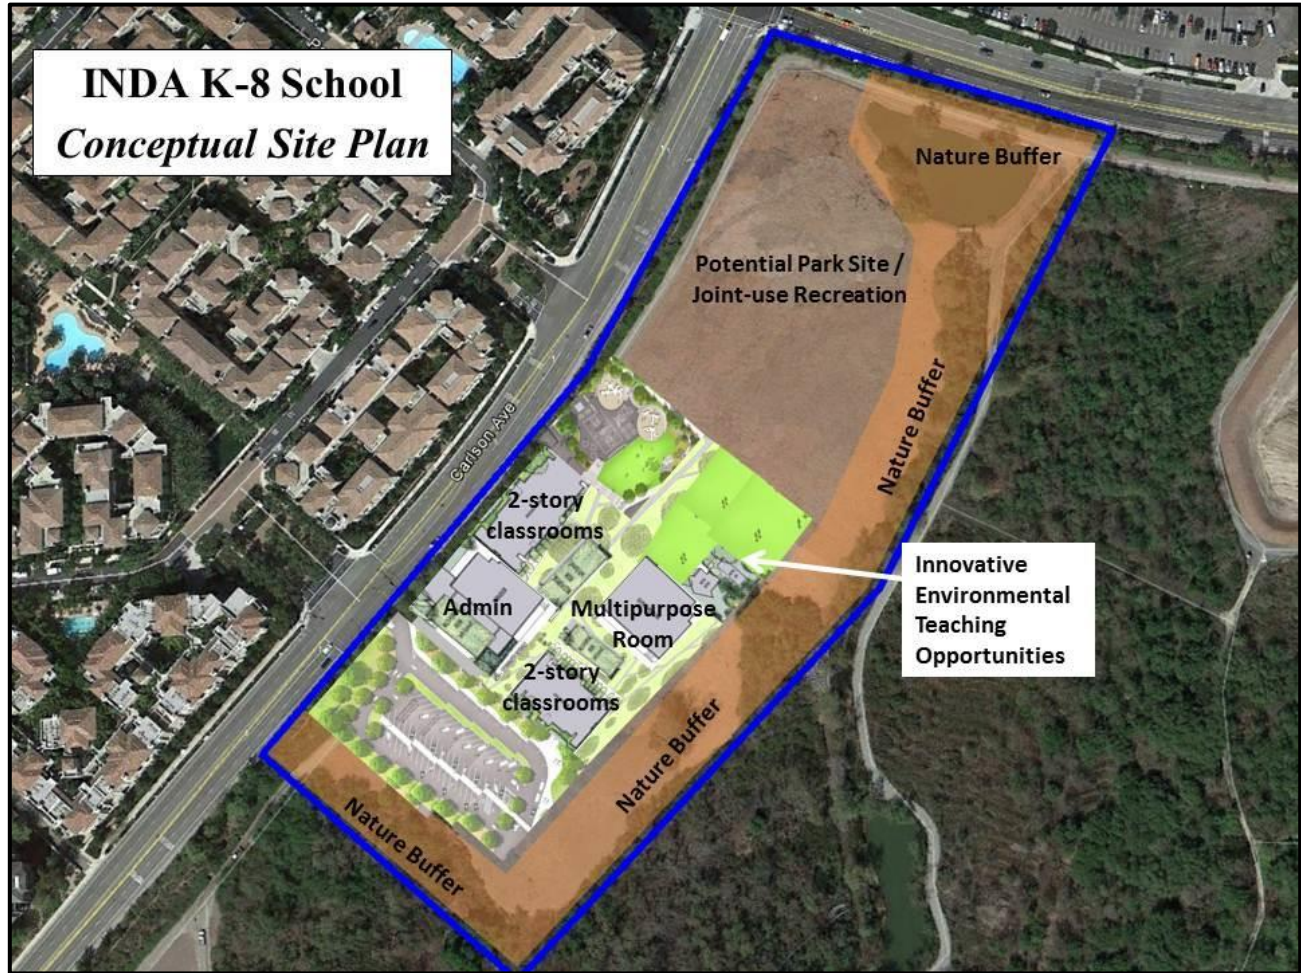 INDA K-8 School
Conceptual Site Plan
Nature Buffer
Potential Park Site /
Joint-use Recreation
Nature Buffer
Carlson Ave
2-story
classrooms
Innovative
Environmental
Teaching
Opportunities
Admin
Multipurpose
Room
2-story
classrooms
Nature Buffer
Nature Buffer